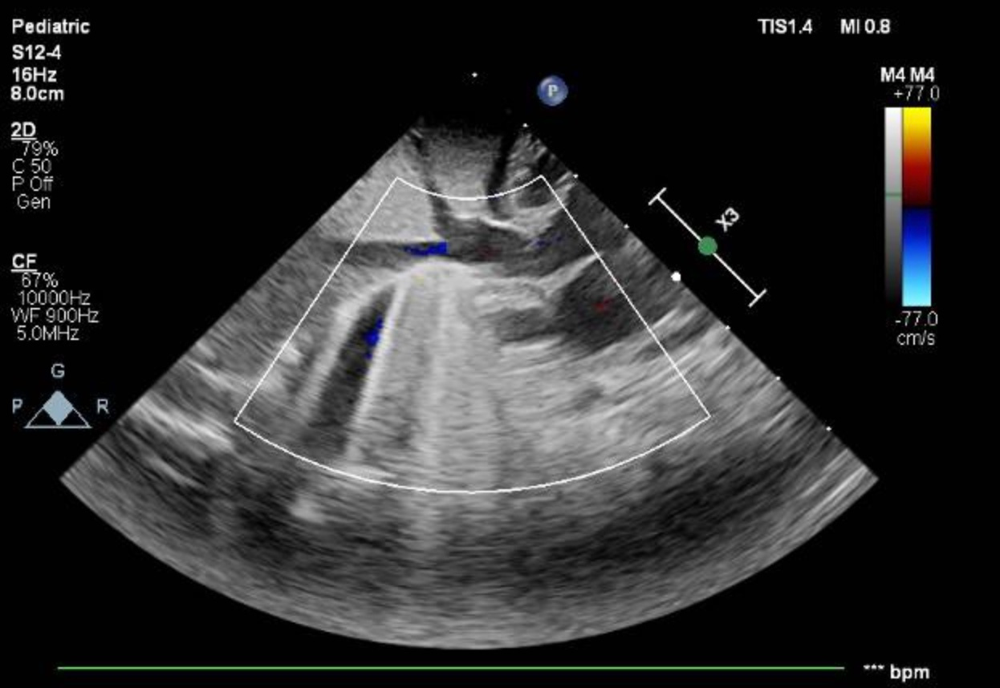 Pediatric
S12-4
16Hz
8.0cm
2D
79%
C 50
P Off
Gen
CF
67%
10000Hz
WF 900Hz
5.0MHz
G
P R
P
TIS1.4 MI 0.8
M4 M4
+77.0
-77.0
cm/s
X3
*** bpm